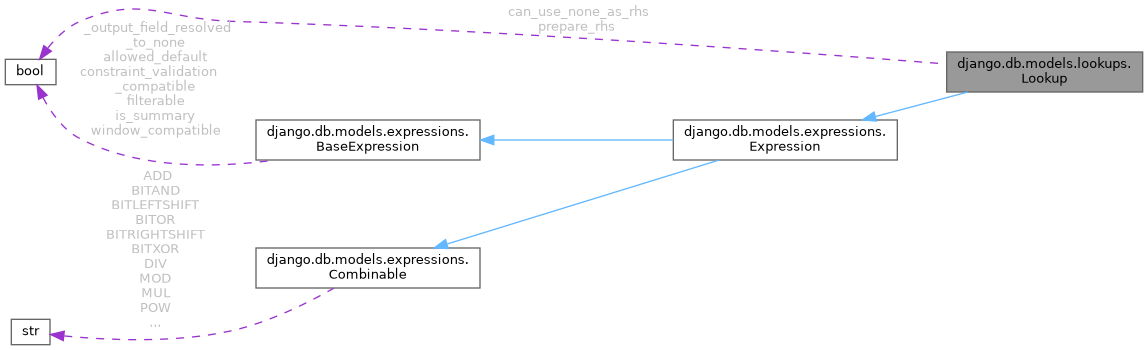 can_use_none_as_rhs
prepare_rhs
_output_field_resolved
_to_none
allowed_default
constraint_validation
_compatible
filterable
is_summary
window_compatible
bool
django.db.models.lookups.
Lookup
django.db.models.expressions.
BaseExpression
django.db.models.expressions.
Expression
ADD
BITAND
BITLEFTSHIFT
BITOR
BITRIGHTSHIFT
BITXOR
DIV
MOD
MUL
POW
...
django.db.models.expressions.
Combinable
str